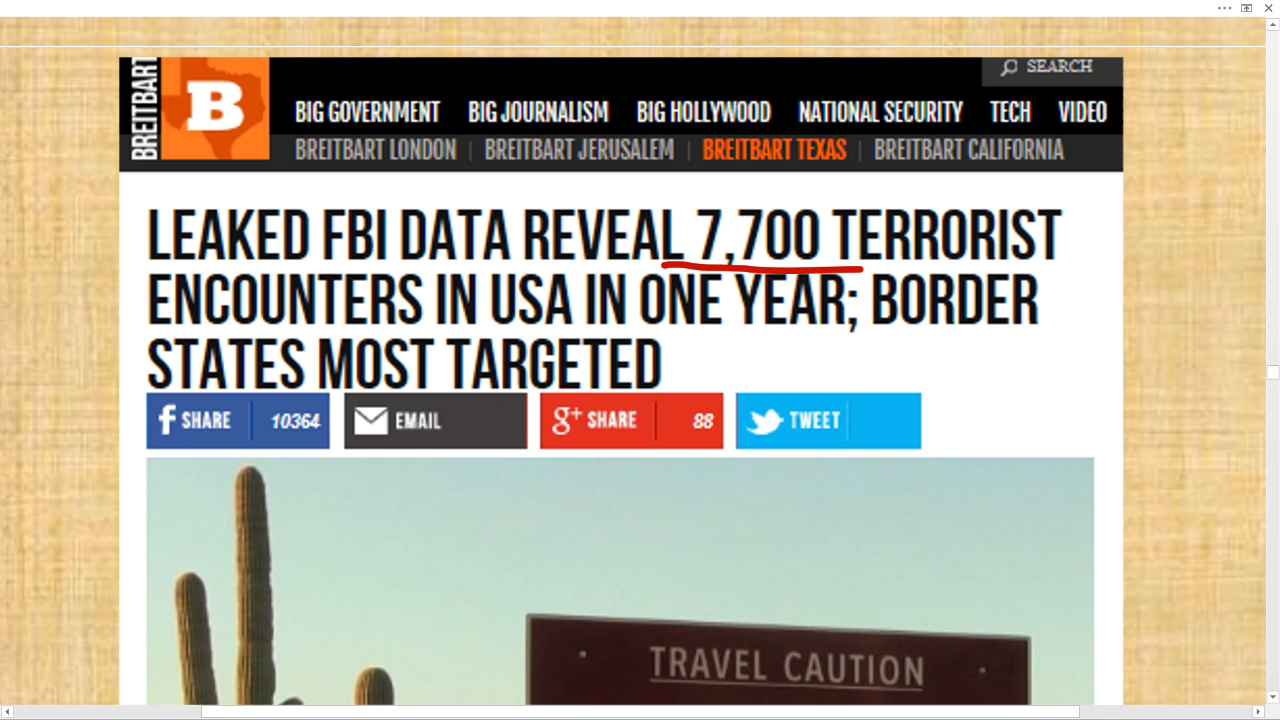 BREITBART
B
SEARCH
BIG GOVERNMENT BIG JOURNALISM BIG HOLLYWOOD NATIONAL SECURITY TECH VIDEO
BREITBART LONDON | BREITBART JERUSALEM | BREITBART TEXAS | BREITBART CALIFORNIA
LEAKED FBI DATA REVEAL 7,700 TERRORIST
ENCOUNTERS IN USA IN ONE YEAR; BORDER
STATES MOST TARGETED
f SHARE 10364 EMAIL g+ SHARE 88 TWEET
TRAVEL CAUTION